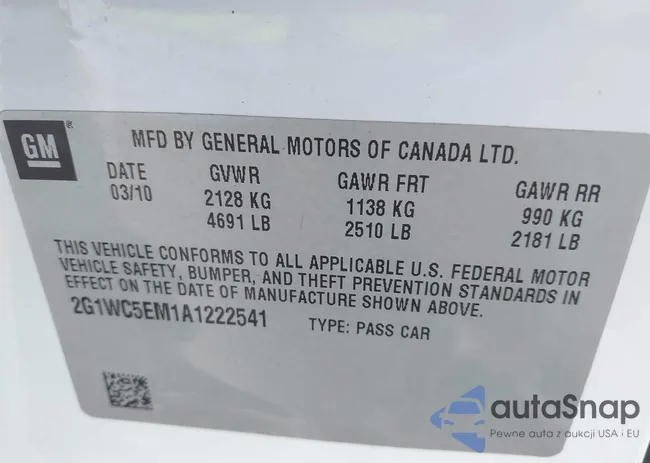 GM®
MFD BY GENERAL MOTORS OF CANADA LTD.
DATE GVWR GAWR FRT GAWR RR
03/10 2128 KG 1138 KG 990 KG
4691 LB 2510 LB 2181 LB
THIS VEHICLE CONFORMS TO ALL APPLICABLE U.S. FEDERAL MOTOR
VEHICLE SAFETY, BUMPER, AND THEFT PREVENTION STANDARDS IN
EFFECT ON THE DATE OF MANUFACTURE SHOWN ABOVE.
2G1WC5EM1A1222541 TYPE: PASS CAR
autaSnap
Pewne auta z aukcji USA i EU